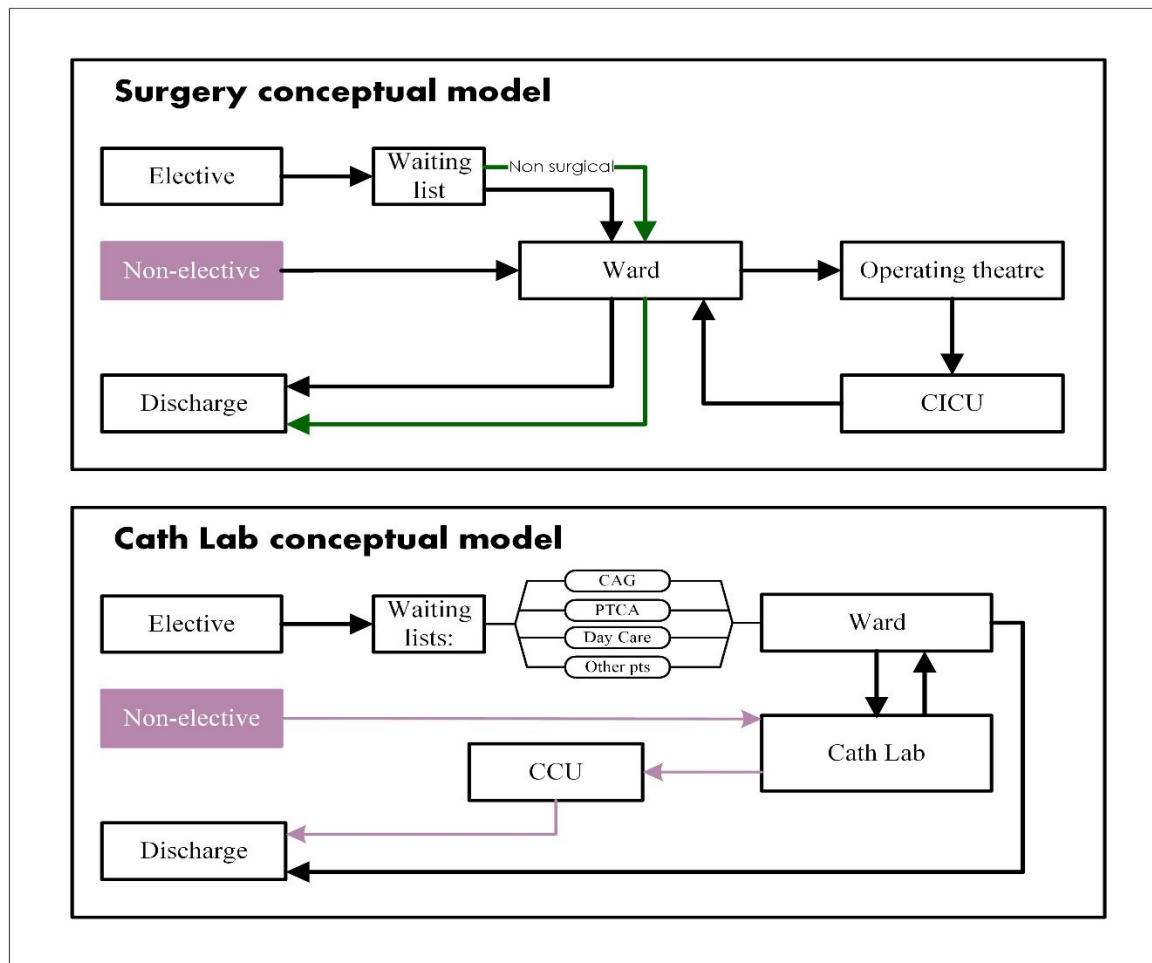 Surgery conceptual model
Elective
Waiting
list
Non surgical
Non-elective
Ward
Operating theatre
Discharge
CICU
Cath Lab conceptual model
Elective
Waiting
lists:
CAG
PTCA
Day Care
Other pts
Ward
Non-elective
CCU
Cath Lab
Discharge